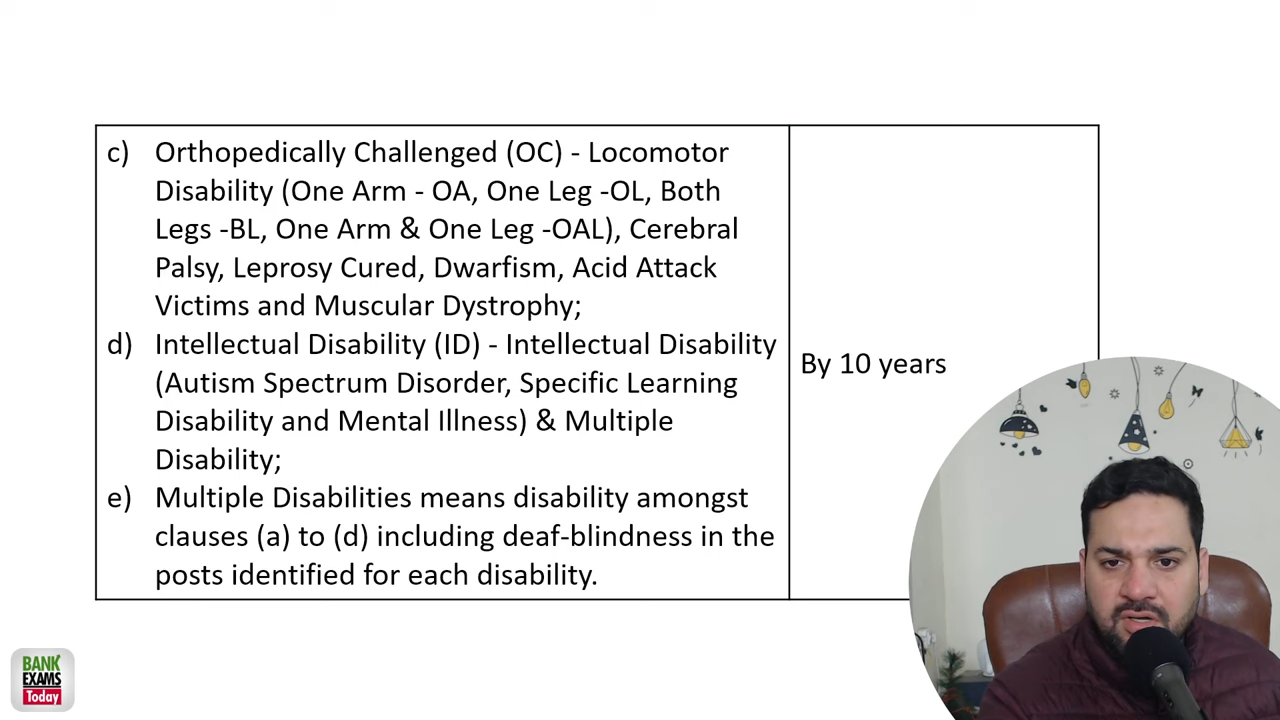 c) Orthopedically Challenged (OC) - Locomotor
Disability (One Arm - OA, One Leg -OL, Both
Legs -BL, One Arm & One Leg -OAL), Cerebral
Palsy, Leprosy Cured, Dwarfism, Acid Attack
Victims and Muscular Dystrophy;
d) Intellectual Disability (ID) - Intellectual Disability
(Autism Spectrum Disorder, Specific Learning
Disability and Mental Illness) & Multiple
Disability;
e) Multiple Disabilities means disability amongst
clauses (a) to (d) including deaf-blindness in the
posts identified for each disability.
By 10 years
BANK
EXAMS
Today